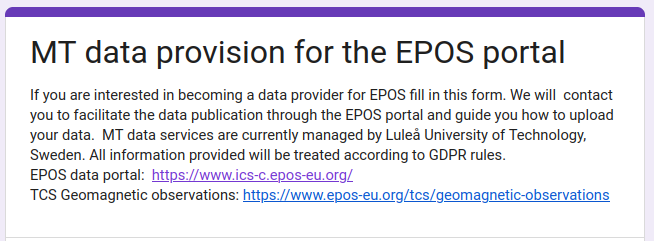 MT data provision for the EPOS portal
If you are interested in becoming a data provider for EPOS fill in this form. We will  contact
you to facilitate the data publication through the EPOS portal and guide you how to upload
your data.  MT data services are currently managed by Luleå University of Technology,
Sweden. All information provided will be treated according to GDPR rules.
EPOS data portal:  https://www.ics-c.epos-eu.org/
TCS Geomagnetic observations: https://www.epos-eu.org/tcs/geomagnetic-observations